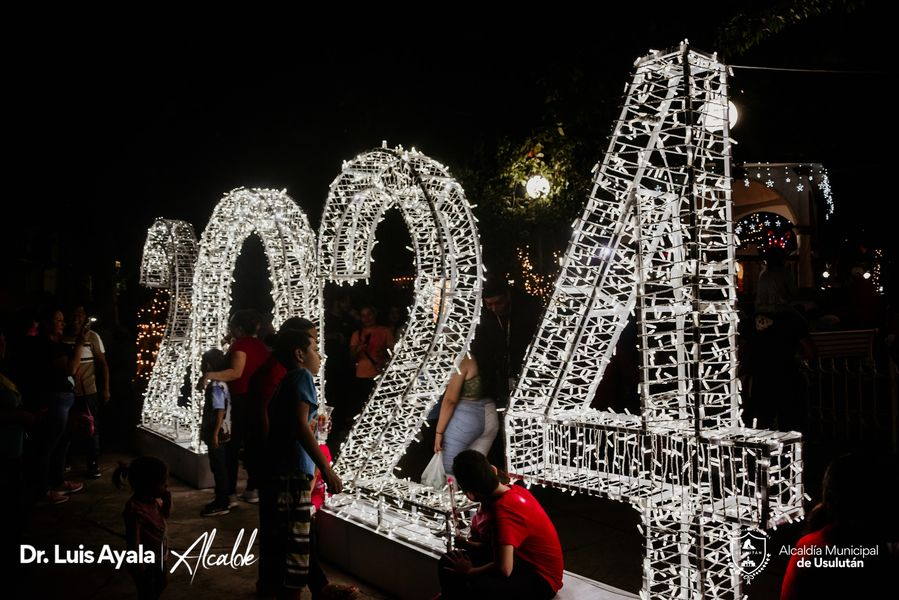 2024
Dr. Luis Ayala
Alcalde
Alcaldía Municipal
de Usulután